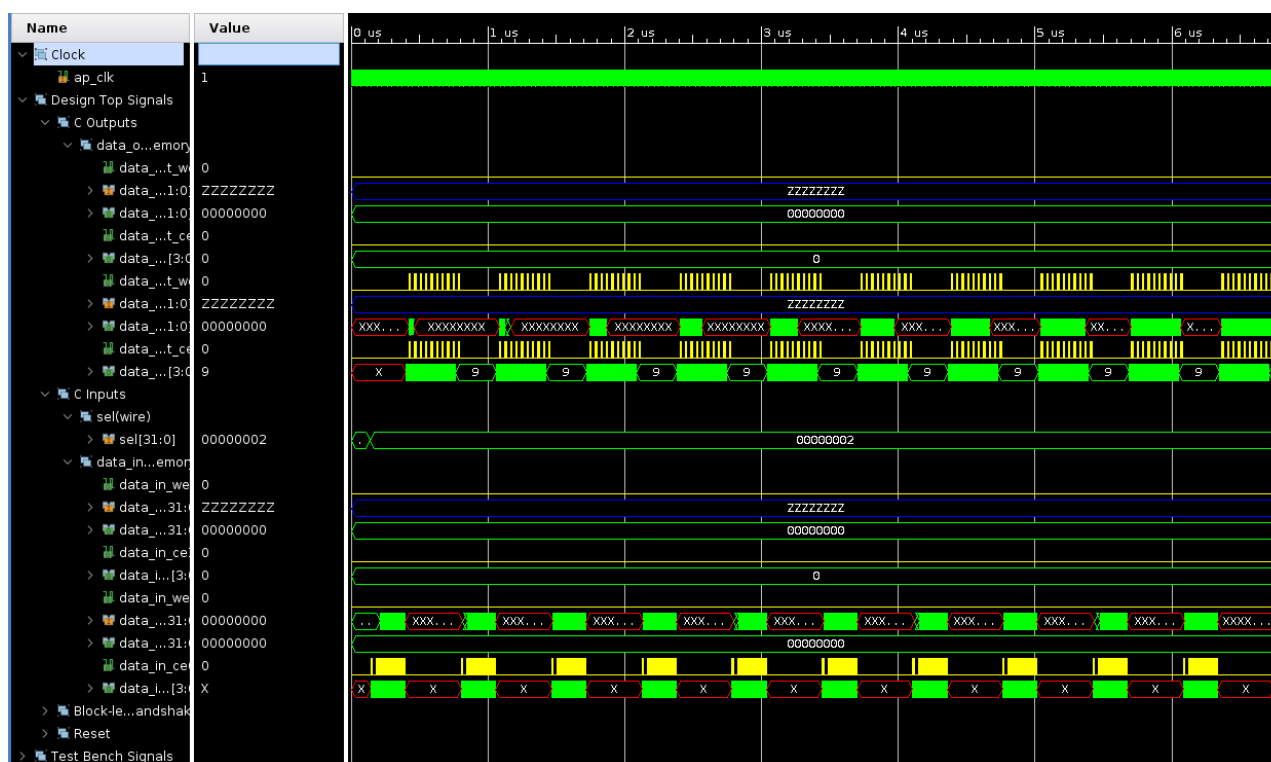 Name Value 0 us 1 us 2 us 3 us 4 us 5 us 6 us
Clock
ap_clk 1
Design Top Signals
C Outputs
data_o...emory
data_...t_we 0
data_...1:0] ZZZZZZZZ ZZZZZZZZ
data_...1:0] 00000000 00000000
data_...t_ce 0
data_...[3:0 0 0
data_...t_we 0
data_...1:0] ZZZZZZZZ ZZZZZZZZ
data_...1:0] 00000000 XXX... XXXXXXXX XXXXXXXX XXXXXXXX XXXXXXXX XXXX... XXX... XXX... XX... X...
data_...t_ce 0
data_...[3:0 9 X 9 9 9 9 9 9 9 9 9
C Inputs
sel(wire)
sel[31:0] 00000002 . 00000002
data_in...emory
data_in_we 0
data_...31:0 ZZZZZZZZ ZZZZZZZZ
data_...31:0 00000000 00000000
data_in_ce 0
data_i...[3:0 0 0
data_in_we 0
data_...31:0 00000000 .. XXX... XXX... XXX... XXX... XXX... XXX... XXX... XXX... XXX... XXXX...
data_...31:0 00000000 00000000
data_in_ce 0
data_i...[3:0 X X X X X X X X X X X X
Block-le...andshak
Reset
Test Bench Signals